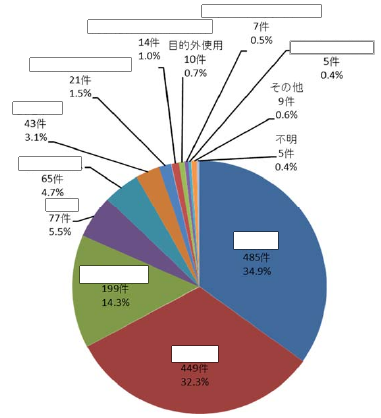 7件
0.5%
14件
1.0%
目的外使用
10件
0.7%
5件
0.4%
21件
1.5%
その他
9件
0.6%
43件
3.1%
不明
5件
0.4%
65件
4.7%
77件
5.5%
485件
34.9%
199件
14.3%
449件
32.3%